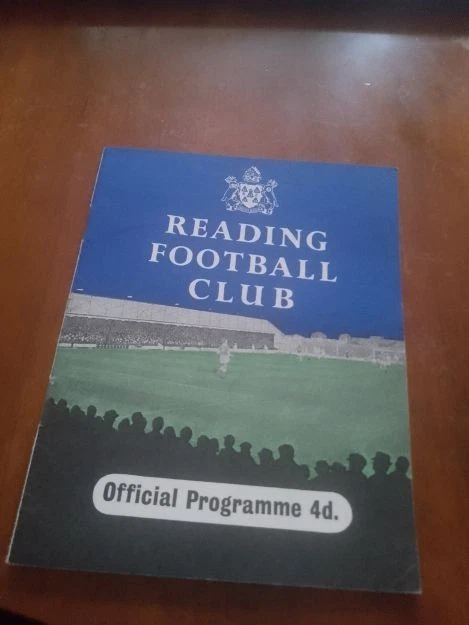 READING
FOOTBALL
CLUB
Official Programme 4d.